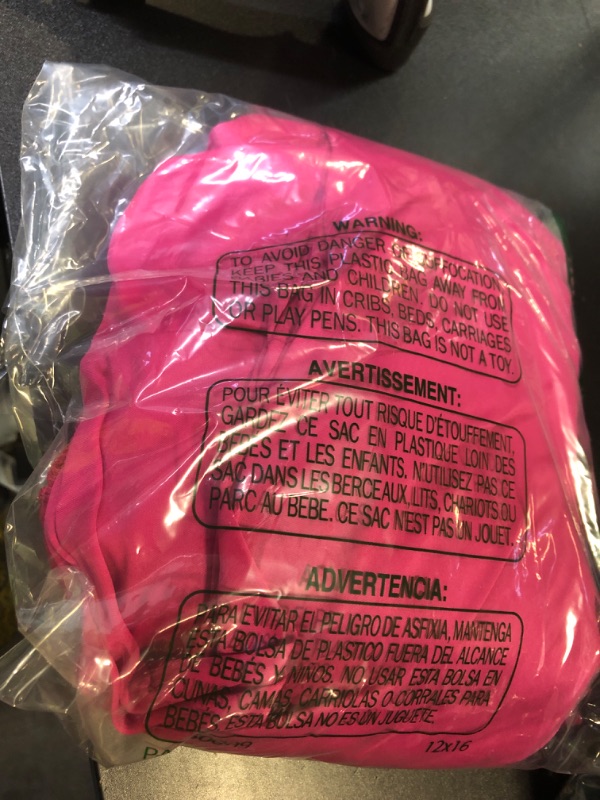 WARNING:
TO AVOID DANGER OF SUFFOCATION
KEEP THIS PLASTIC BAG AWAY FROM
BABIES AND CHILDREN. DO NOT USE
THIS BAG IN CRIBS, BEDS, CARRIAGES
OR PLAY PENS. THIS BAG IS NOT A TOY.
AVERTISSEMENT:
POUR ÉVITER TOUT RISQUE D'ÉTOUFFEMENT,
GARDEZ CE SAC EN PLASTIQUE LOIN DES
BEBES ET LES ENFANTS. N'UTILISEZ PAS CE
SAC DANS LES BERCEAUX, LITS, CHARIOTS OU
PARC AU BEBE. CE SAC N'EST PAS UN JOUET.
ADVERTENCIA:
PARA EVITAR EL PELIGRO DE ASFIXIA, MANTENGA
ESTA BOLSA DE PLASTICO FUERA DEL ALCANCE
DE BEBES Y NIÑOS. NO USAR ESTA BOLSA EN
CUNAS, CAMAS, CARRIOLAS O CORRALES PARA
BEBES. ESTA BOLSA NO ES UN JUGUETE.
12x16